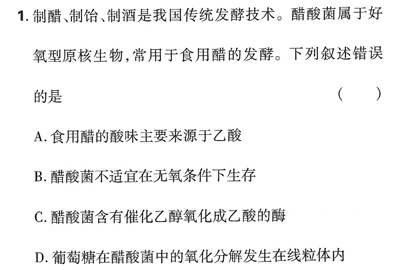 1. 制醋、制饴、制酒是我国传统发酵技术。醋酸菌属于好
氧型原核生物,常用于食用醋的发酵。下列叙述错误
的是 ( )
A. 食用醋的酸味主要来源于乙酸
B. 醋酸菌不适宜在无氧条件下生存
C. 醋酸菌含有催化乙醇氧化成乙酸的酶
D. 葡萄糖在醋酸菌中的氧化分解发生在线粒体内